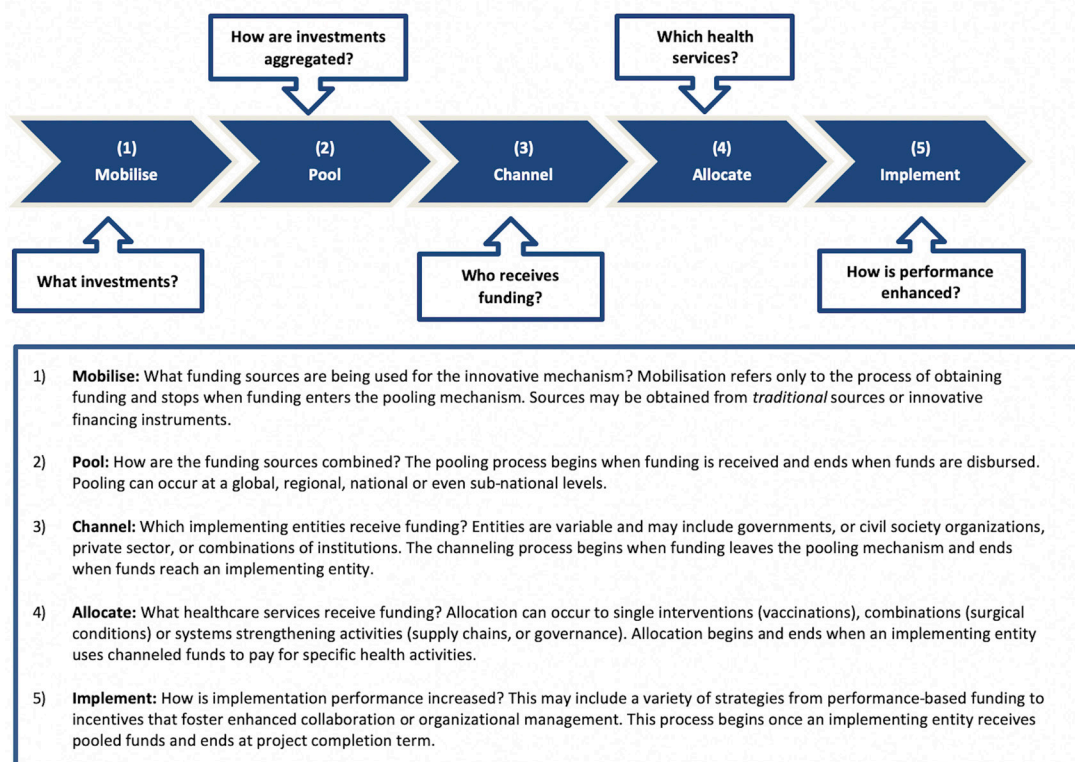 How are investments
aggregated?
Which health
services?
(1)
Mobilise
(2)
Pool
(3)
Channel
(4)
Allocate
(5)
Implement
What investments?
Who receives
funding?
How is performance
enhanced?
1) Mobilise: What funding sources are being used for the innovative mechanism? Mobilisation refers only to the process of obtaining
funding and stops when funding enters the pooling mechanism. Sources may be obtained from traditional sources or innovative
financing instruments.
2) Pool: How are the funding sources combined? The pooling process begins when funding is received and ends when funds are disbursed.
Pooling can occur at a global, regional, national or even sub-national levels.
3) Channel: Which implementing entities receive funding? Entities are variable and may include governments, or civil society organizations,
private sector, or combinations of institutions. The channeling process begins when funding leaves the pooling mechanism and ends
when funds reach an implementing entity.
4) Allocate: What healthcare services receive funding? Allocation can occur to single interventions (vaccinations), combinations (surgical
conditions) or systems strengthening activities (supply chains, or governance). Allocation begins and ends when an implementing entity
uses channeled funds to pay for specific health activities.
5) Implement: How is implementation performance increased? This may include a variety of strategies from performance-based funding to
incentives that foster enhanced collaboration or organizational management. This process begins once an implementing entity receives
pooled funds and ends at project completion term.